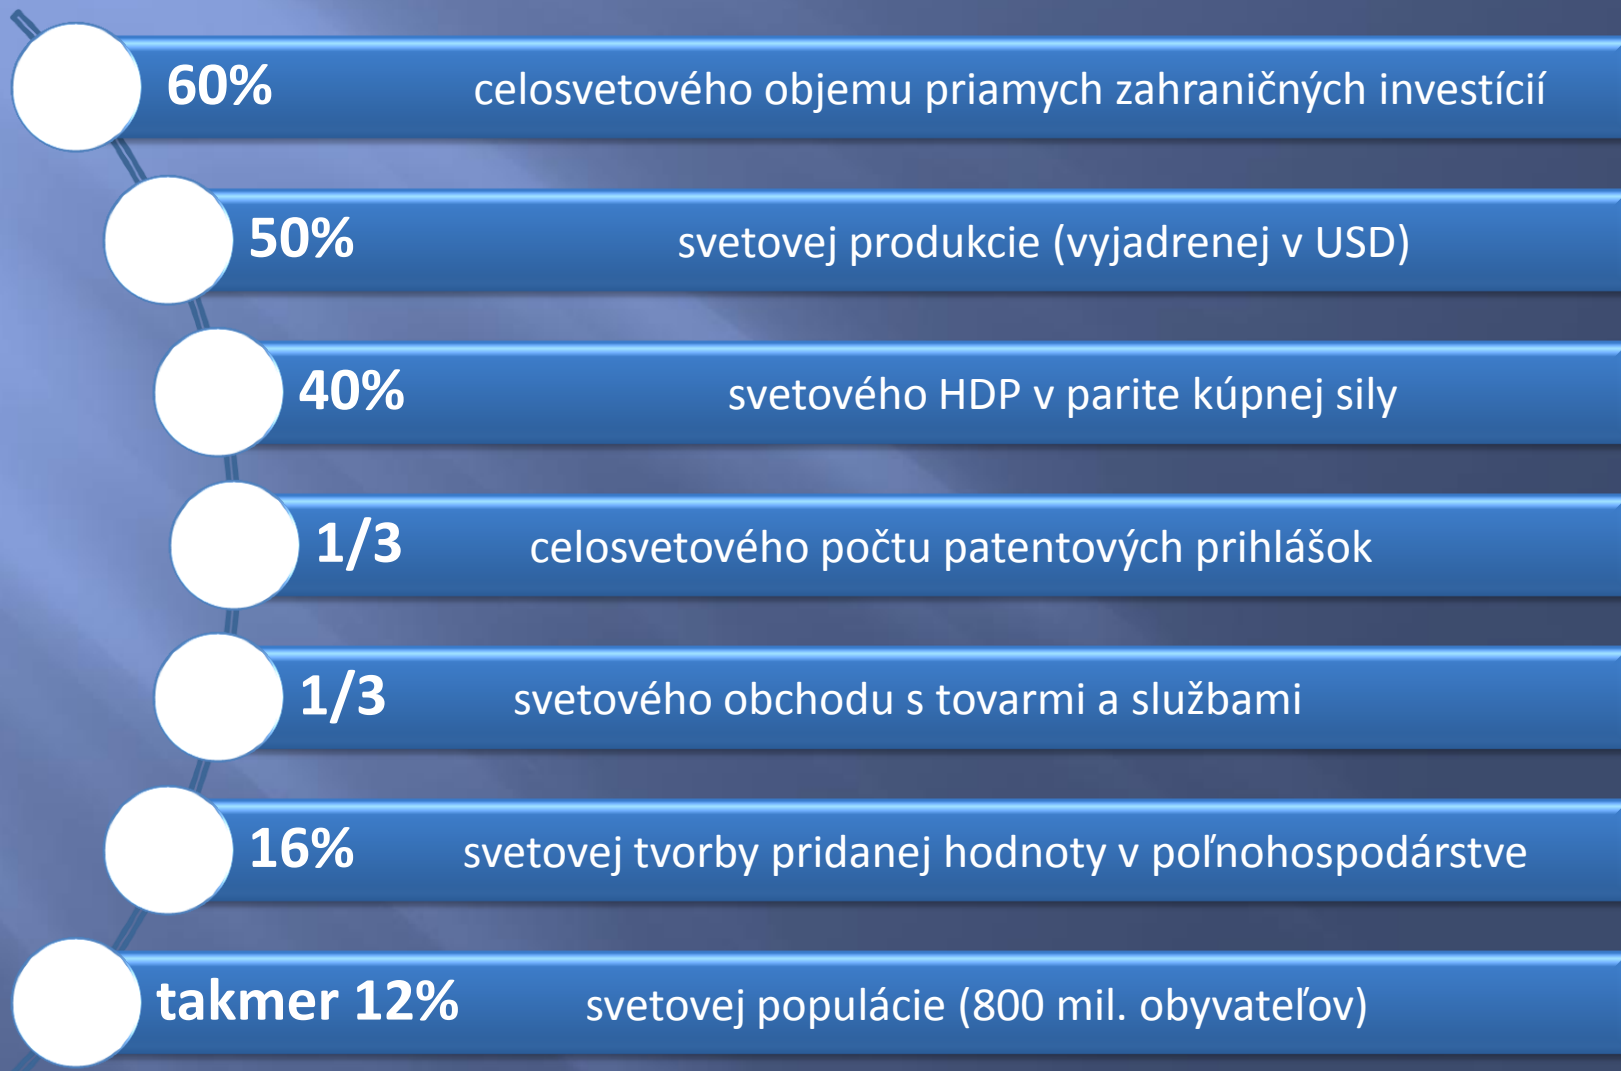 60% celosvetového objemu priamych zahraničných investícií
50% svetovej produkcie (vyjadrenej v USD)
40% svetového HDP v parite kúpnej sily
1/3 celosvetového počtu patentových prihlášok
1/3 svetového obchodu s tovarmi a službami
16% svetovej tvorby pridanej hodnoty v poľnohospodárstve
takmer 12% svetovej populácie (800 mil. obyvateľov)